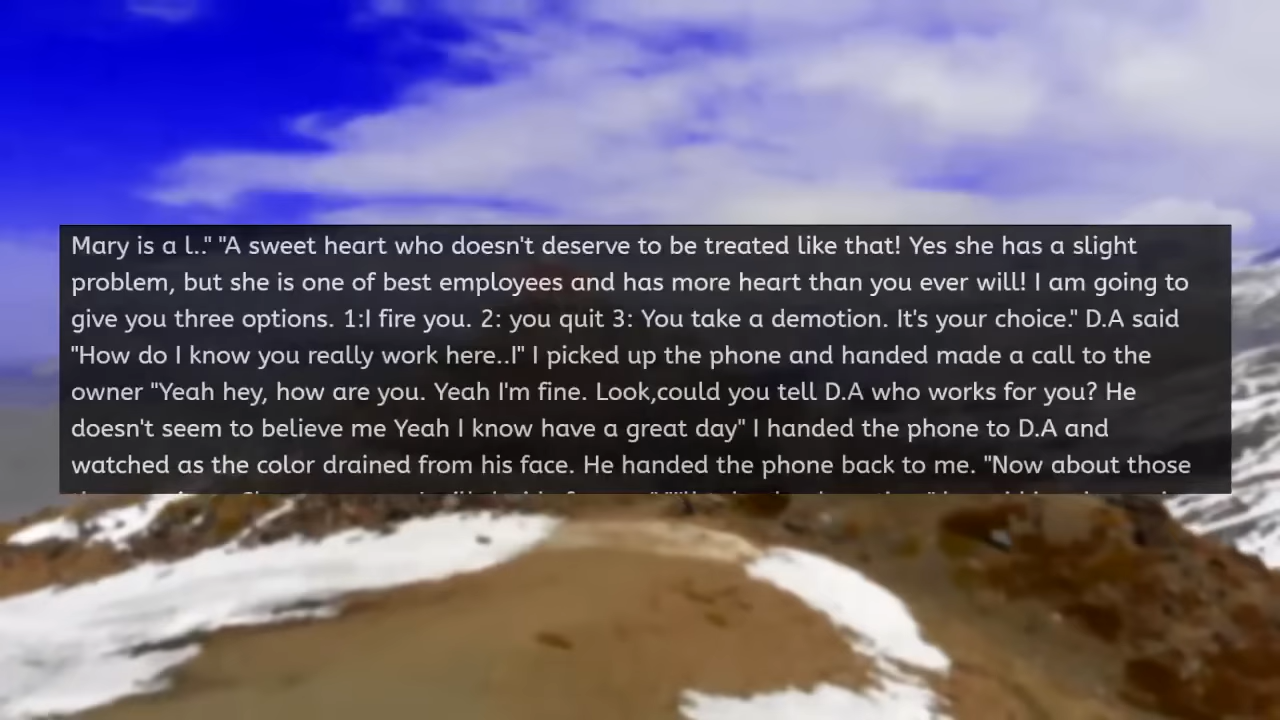 Mary is a l.." "A sweet heart who doesn't deserve to be treated like that! Yes she has a slight
problem, but she is one of best employees and has more heart than you ever will! I am going to
give you three options. 1:I fire you. 2: you quit 3: You take a demotion. It's your choice." D.A said
"How do I know you really work here..I" I picked up the phone and handed made a call to the
owner "Yeah hey, how are you. Yeah I'm fine. Look,could you tell D.A who works for you? He
doesn't seem to believe me Yeah I know have a great day" I handed the phone to D.A and
watched as the color drained from his face. He handed the phone back to me. "Now about those